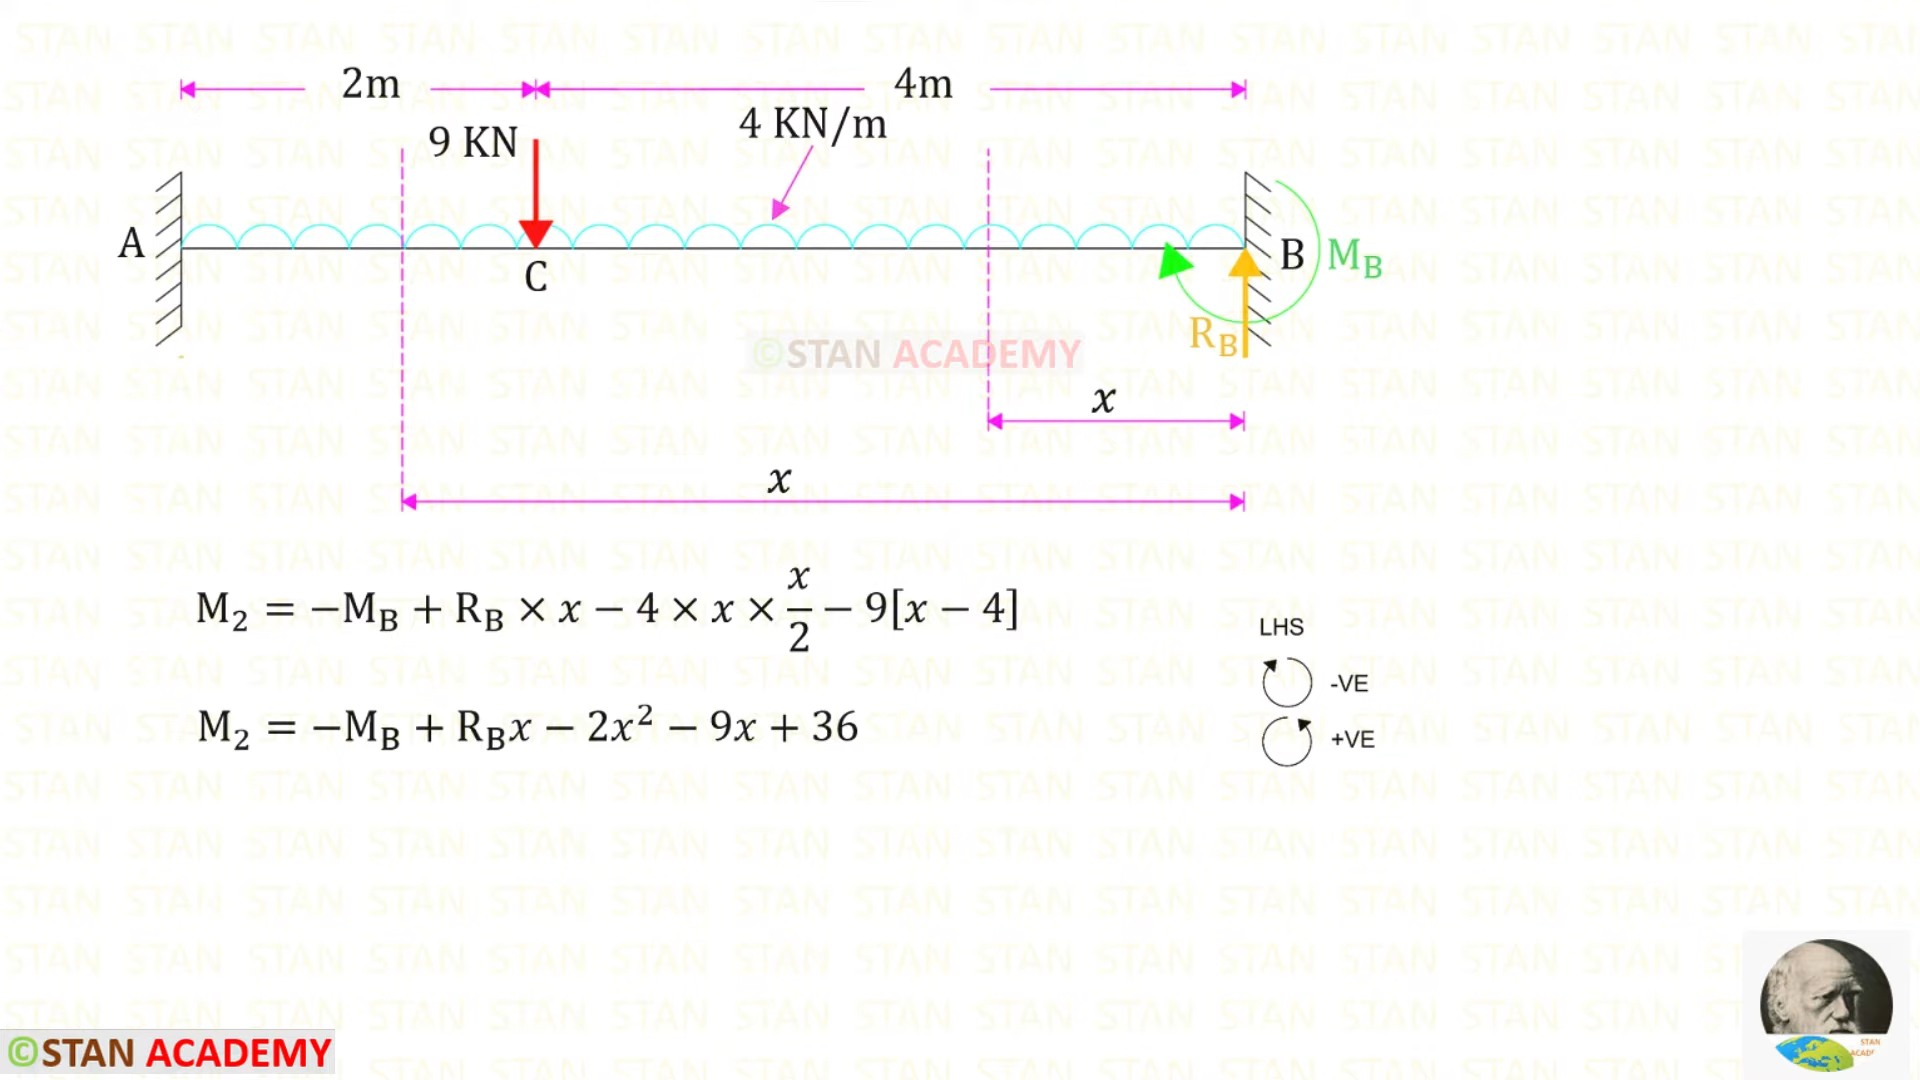 2m
4m
9 KN
4 KN/m
A
C
B
M_B
R_B
©STAN ACADEMY
x
x
M₂ = −M_B + R_B × x − 4 × x × x/2 − 9[x − 4]
M₂ = −M_B + R_Bx − 2x² − 9x + 36
LHS
-VE
+VE
©STAN ACADEMY
STAN